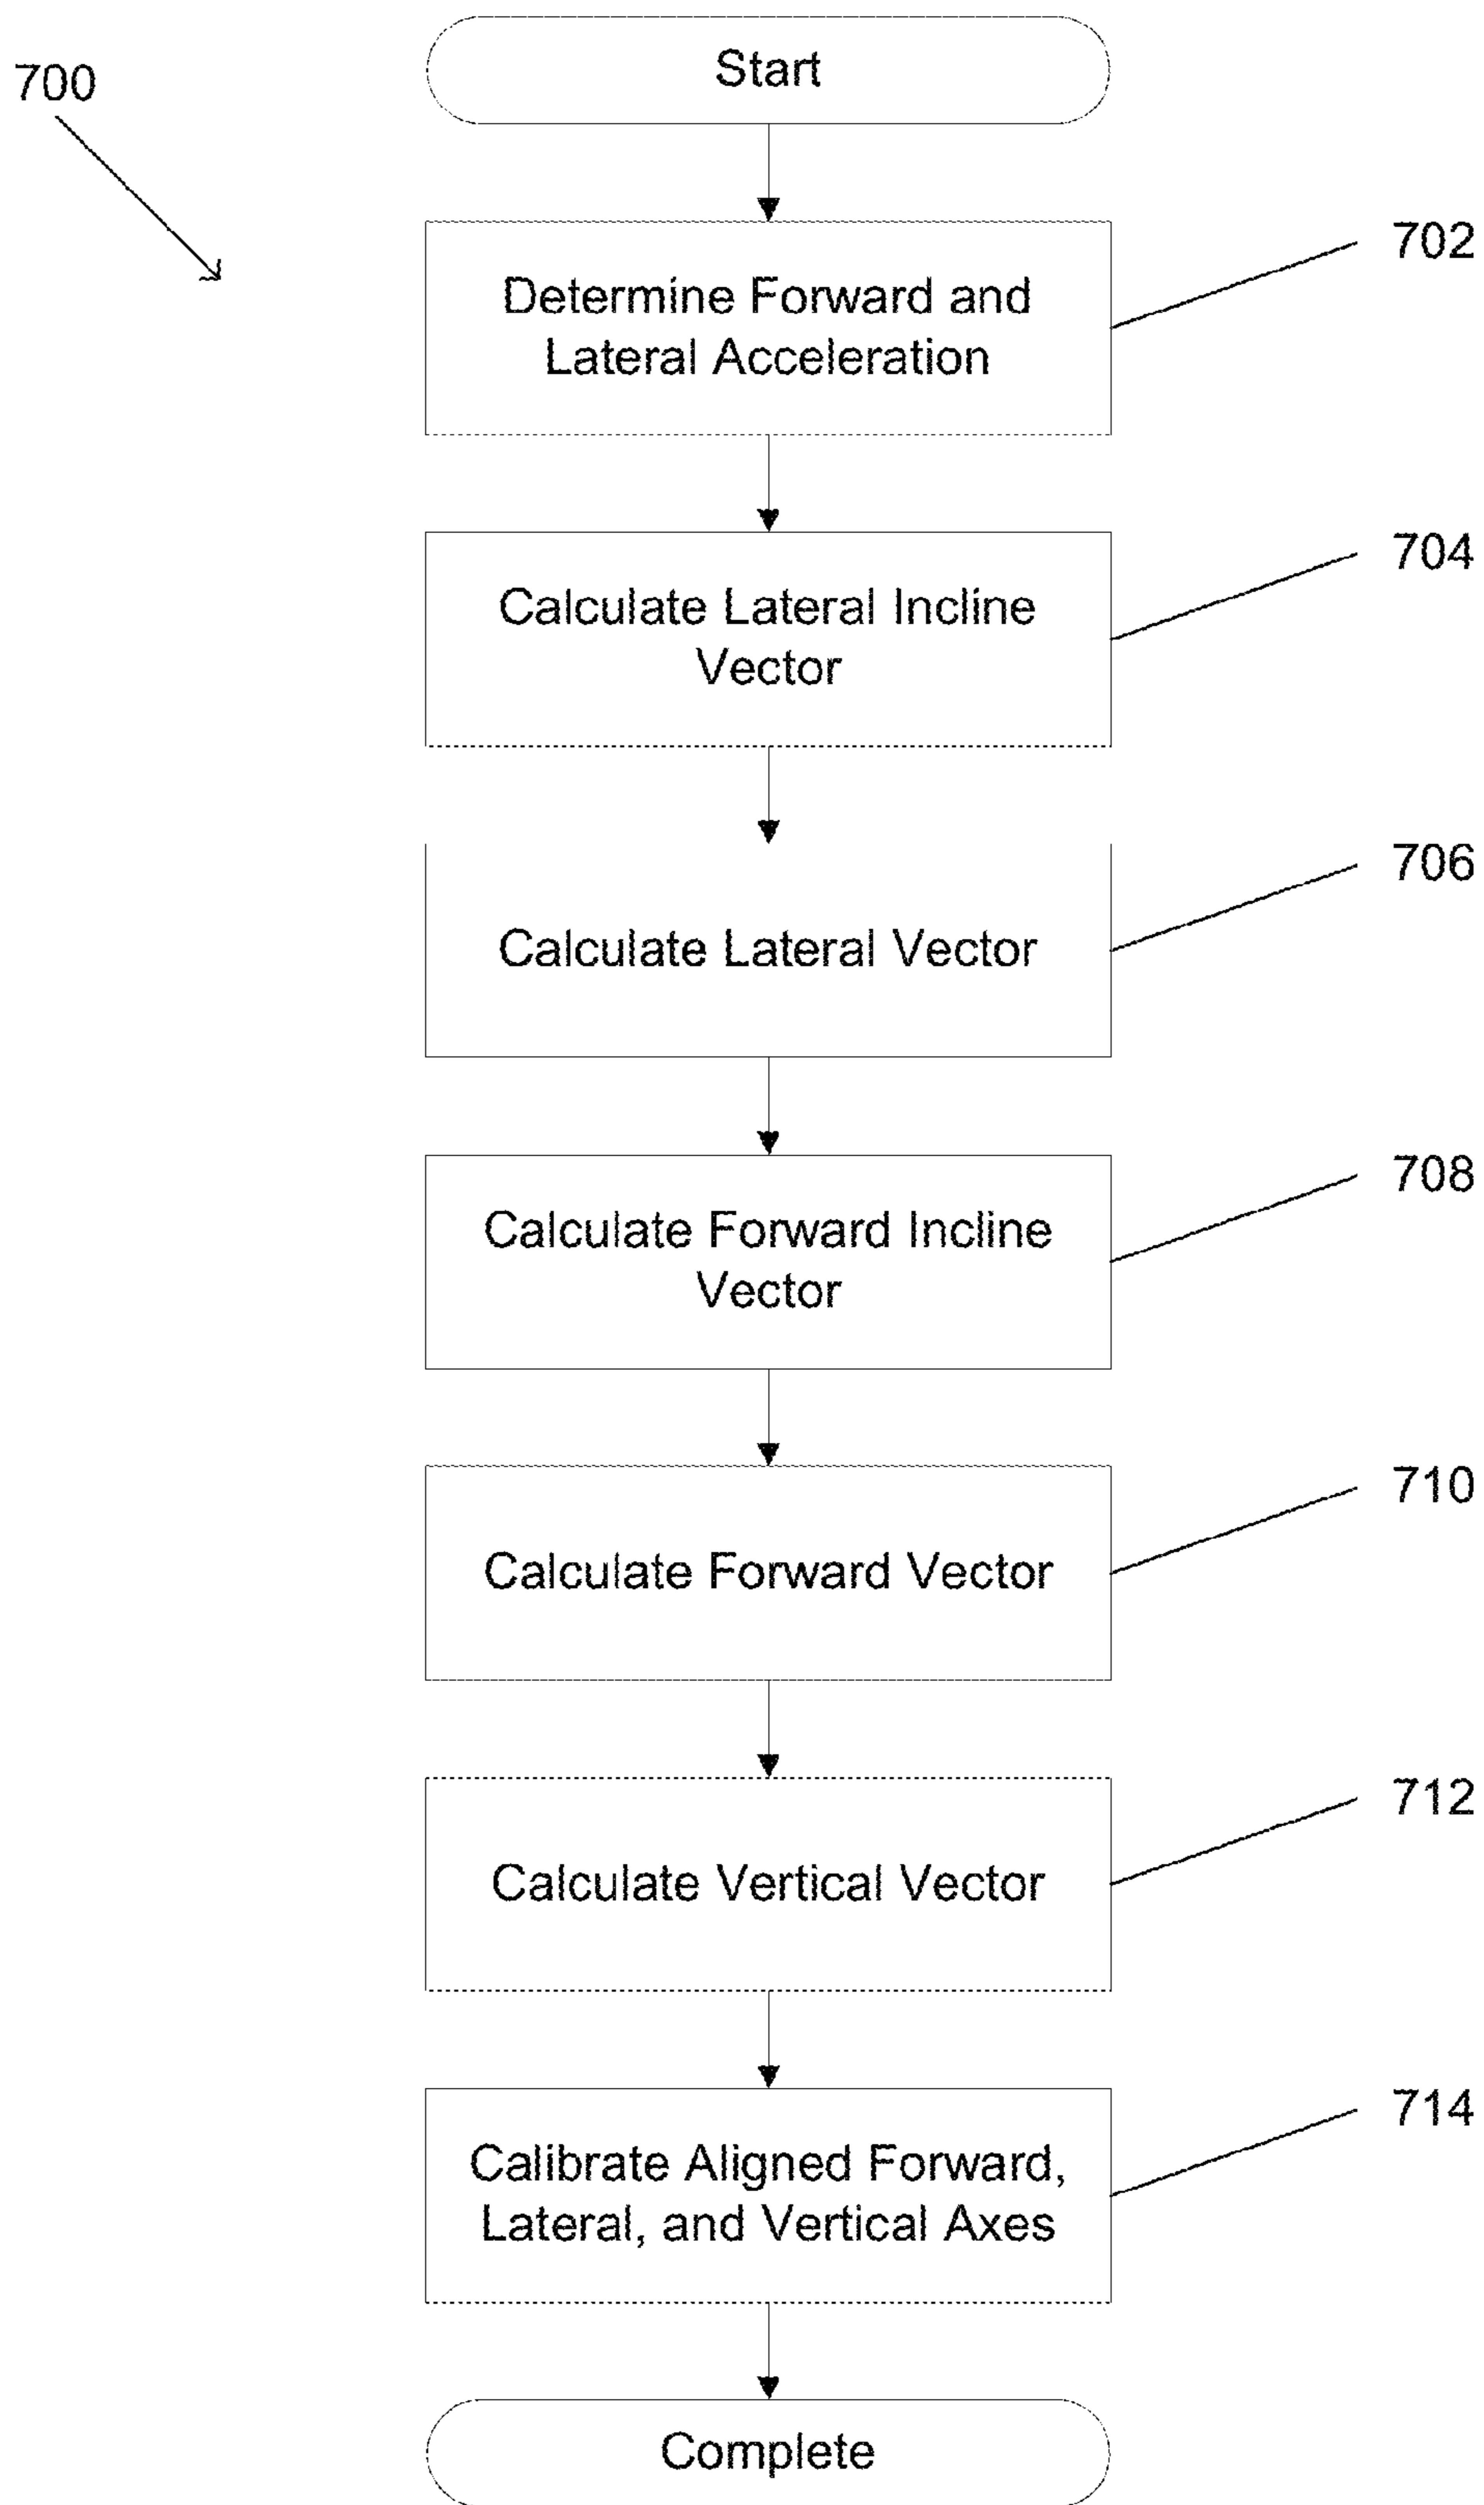 700
Start
702
Determine Forward and
Lateral Acceleration
704
Calculate Lateral Incline
Vector
706
Calculate Lateral Vector
708
Calculate Forward Incline
Vector
710
Calculate Forward Vector
712
Calculate Vertical Vector
714
Calibrate Aligned Forward,
Lateral, and Vertical Axes
Complete